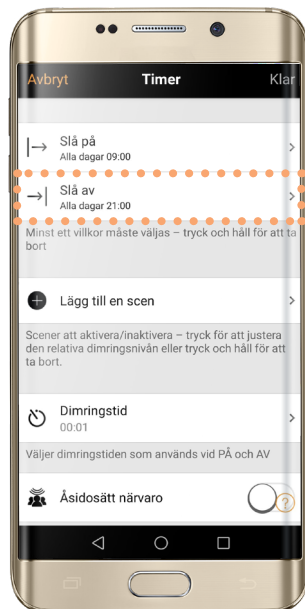 Avbryt Timer Klar
Slå på
Alla dagar 09:00
Slå av
Alla dagar 21:00
Minst ett villkor måste väljas – tryck och håll för att ta
bort
Lägg till en scen
Scener att aktivera/inaktivera – tryck för att justera
den relativa dimringsnivån eller tryck och håll för att
ta bort.
Dimringstid
00:01
Väljer dimringstiden som används vid PÅ och AV
Åsidosätt närvaro
?